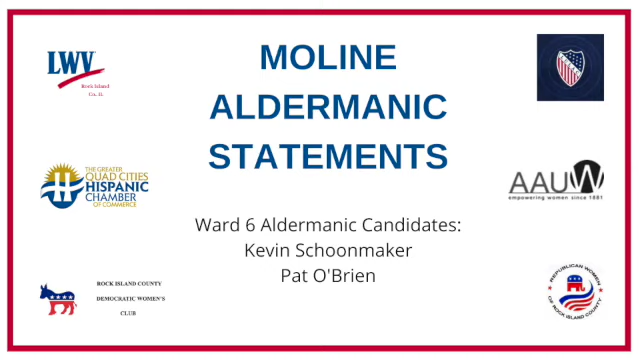 LWV
Rock Island
Co. IL
MOLINE
ALDERMANIC
STATEMENTS
THE GREATER
QUAD CITIES
HISPANIC
CHAMBER
OF COMMERCE
AAUW
empowering women since 1881
Ward 6 Aldermanic Candidates:
Kevin Schoonmaker
Pat O'Brien
ROCK ISLAND COUNTY
DEMOCRATIC WOMEN'S
CLUB
REPUBLICAN WOMEN
OF ROCK ISLAND COUNTY